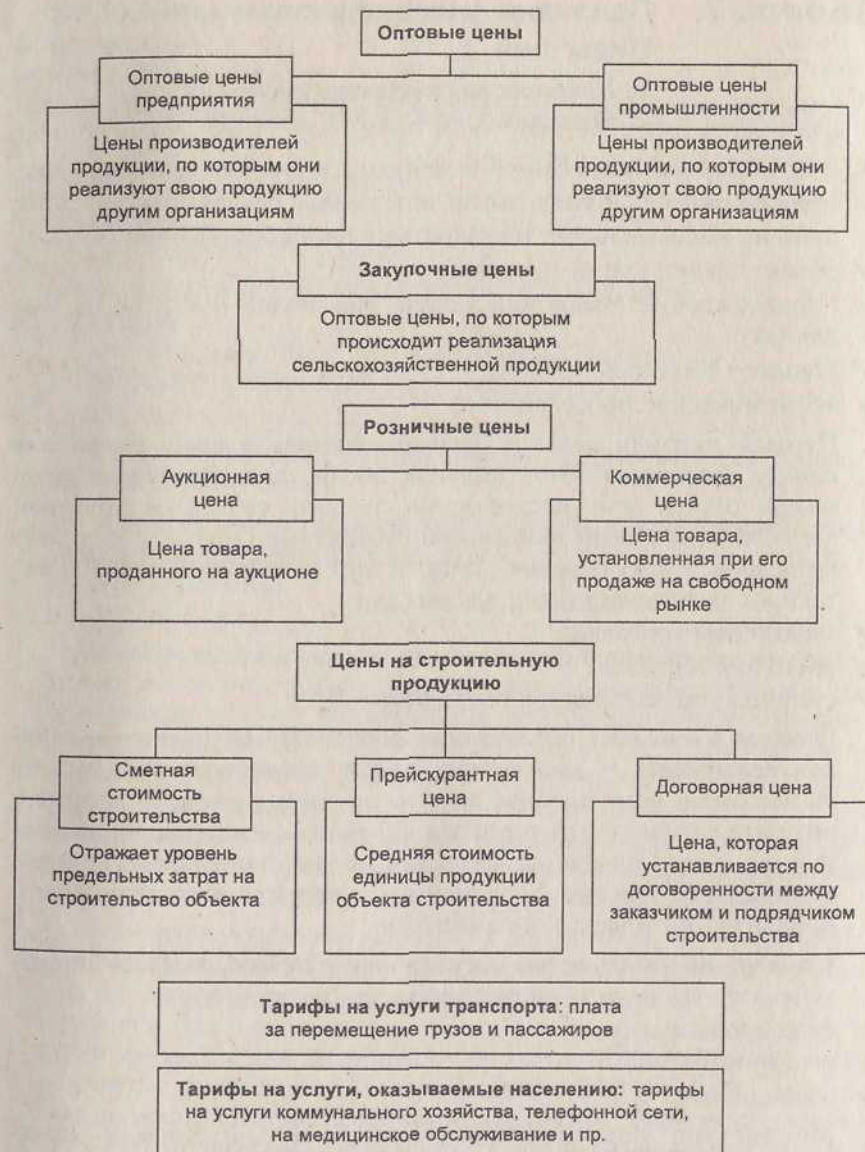 Оптовые цены
Оптовые цены
предприятия
Цены производителей
продукции, по которым они
реализуют свою продукцию
другим организациям
Оптовые цены
промышленности
Цены производителей
продукции, по которым они
реализуют свою продукцию
другим организациям
Закупочные цены
Оптовые цены, по которым
происходит реализация
сельскохозяйственной продукции
Розничные цены
Аукционная
цена
Цена товара,
проданного на аукционе
Коммерческая
цена
Цена товара,
установленная при его
продаже на свободном
рынке
Цены на строительную
продукцию
Сметная
стоимость
строительства
Отражает уровень
предельных затрат на
строительство объекта
Прейскурантная
цена
Средняя стоимость
единицы продукции
объекта строительства
Договорная цена
Цена, которая
устанавливается по
договоренности между
заказчиком и подрядчиком
строительства
Тарифы на услуги транспорта: плата
за перемещение грузов и пассажиров
Тарифы на услуги, оказываемые населению: тарифы
на услуги коммунального хозяйства, телефонной сети,
на медицинское обслуживание и пр.